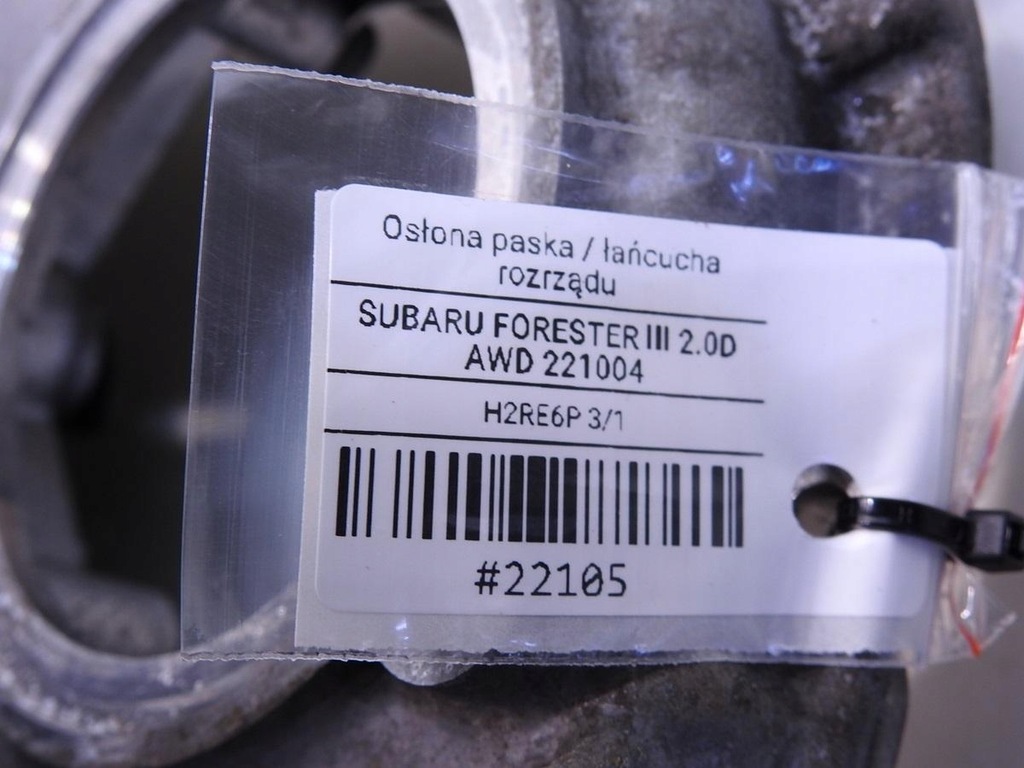 Osłona paska / łańcucha
rozrządu
SUBARU FORESTER III 2.0D
AWD 221004
H2RE6P 3/1
#22105